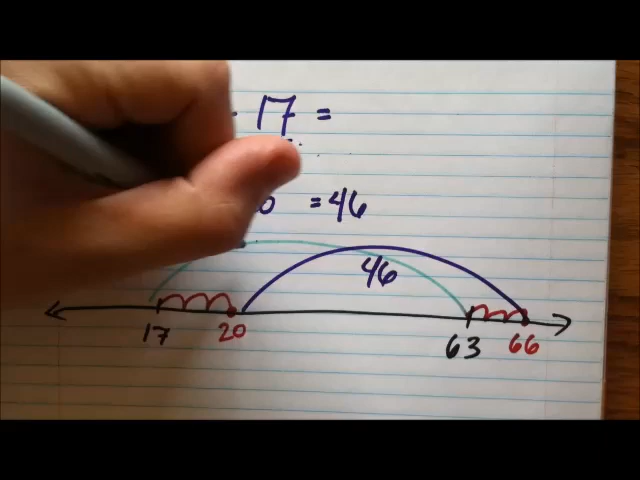 17 =
= 46
46
17 20 63 66